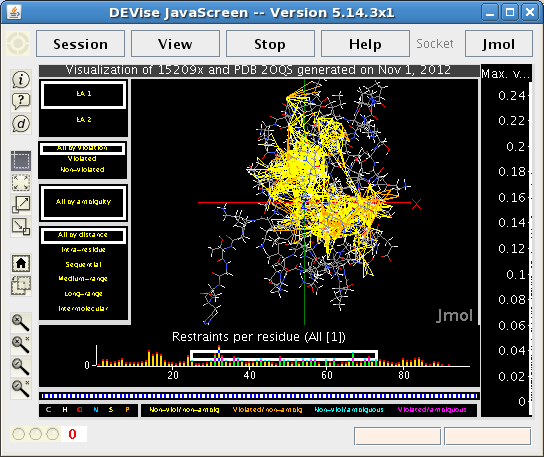 DEVise JavaScreen -- Version 5.14.3x1
Session View Stop Help Socket Jmol
Visualization of 15209x and PDB 2OQS generated on Nov 1, 2012
Max. v...
EA 1
EA 2
All by violation
Violated
Non-violated
All by ambiguity
All by distance
Intra-residue
Sequential
Medium-range
Long-range
Intermolecular
0.24
0.22
0.2
0.18
0.16
0.14
0.12
0.1
0.08
0.06
0.04
0.02
0
Jmol
Restraints per residue (All [1])
0
20 40 60 80
C H O N S P
Non-viol/non-ambig Violated/non-ambig Non-viol/ambiguous Violated/ambiguous
0